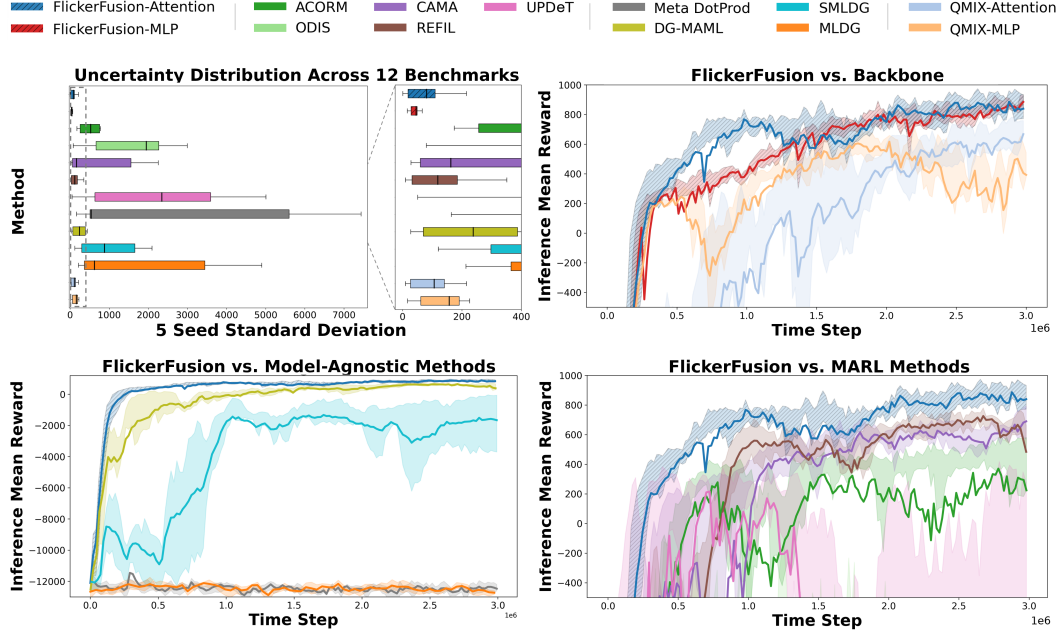 FlickerFusion-Attention ACORM CAMA UPDeT Meta DotProd SMLDG QMIX-Attention
FlickerFusion-MLP ODIS REFIL DG-MAML MLDG QMIX-MLP
Uncertainty Distribution Across 12 Benchmarks
Method
0 1000 2000 3000 4000 5000 6000 7000
0 200 400
5 Seed Standard Deviation
FlickerFusion vs. Backbone
Inference Mean Reward
1000
800
600
400
200
0
−200
−400
0.0 0.5 1.0 1.5 2.0 2.5 3.0
1e6
Time Step
FlickerFusion vs. Model-Agnostic Methods
Inference Mean Reward
0
−2000
−4000
−6000
−8000
−10000
−12000
0.0 0.5 1.0 1.5 2.0 2.5 3.0
1e6
Time Step
FlickerFusion vs. MARL Methods
Inference Mean Reward
1000
800
600
400
200
0
−200
−400
0.0 0.5 1.0 1.5 2.0 2.5 3.0
1e6
Time Step